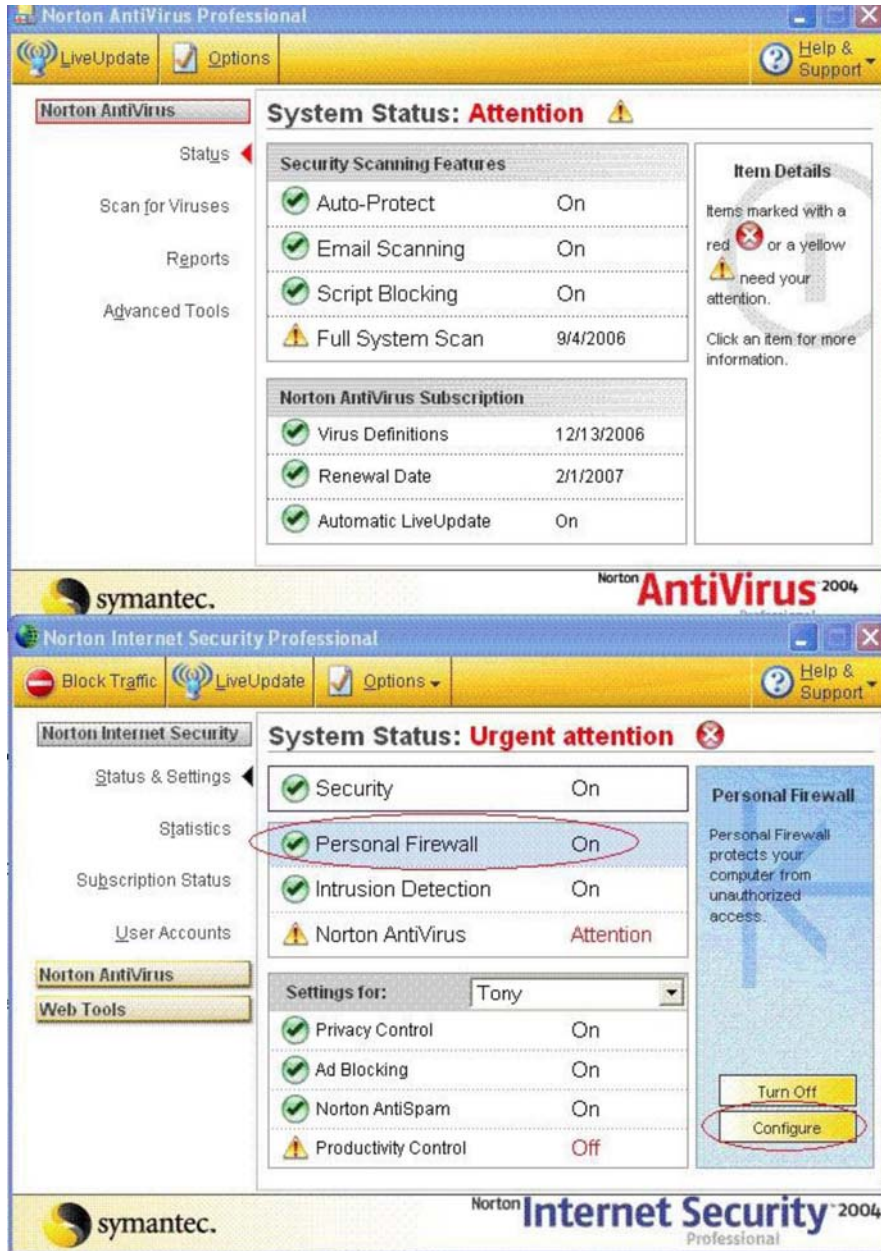 Norton AntiVirus Professional
LiveUpdate
Options
Help & Support
Norton AntiVirus
Status
Scan for Viruses
Reports
Advanced Tools
System Status: Attention
Security Scanning Features
Auto-Protect On
Email Scanning On
Script Blocking On
Full System Scan 9/4/2006
Norton AntiVirus Subscription
Virus Definitions 12/13/2006
Renewal Date 2/1/2007
Automatic LiveUpdate On
Item Details
Items marked with a
red or a yellow
need your
attention.
Click an item for more
information.
symantec.
Norton AntiVirus 2004
Norton Internet Security Professional
Block Traffic
LiveUpdate
Options
Help & Support
Norton Internet Security
Status & Settings
Statistics
Subscription Status
User Accounts
Norton AntiVirus
Web Tools
System Status: Urgent attention
Security On
Personal Firewall On
Intrusion Detection On
Norton AntiVirus Attention
Settings for: Tony
Privacy Control On
Ad Blocking On
Norton AntiSpam On
Productivity Control Off
Personal Firewall
Personal Firewall
protects your
computer from
unauthorized
access.
Turn Off
Configure
symantec.
Norton Internet Security 2004
Professional